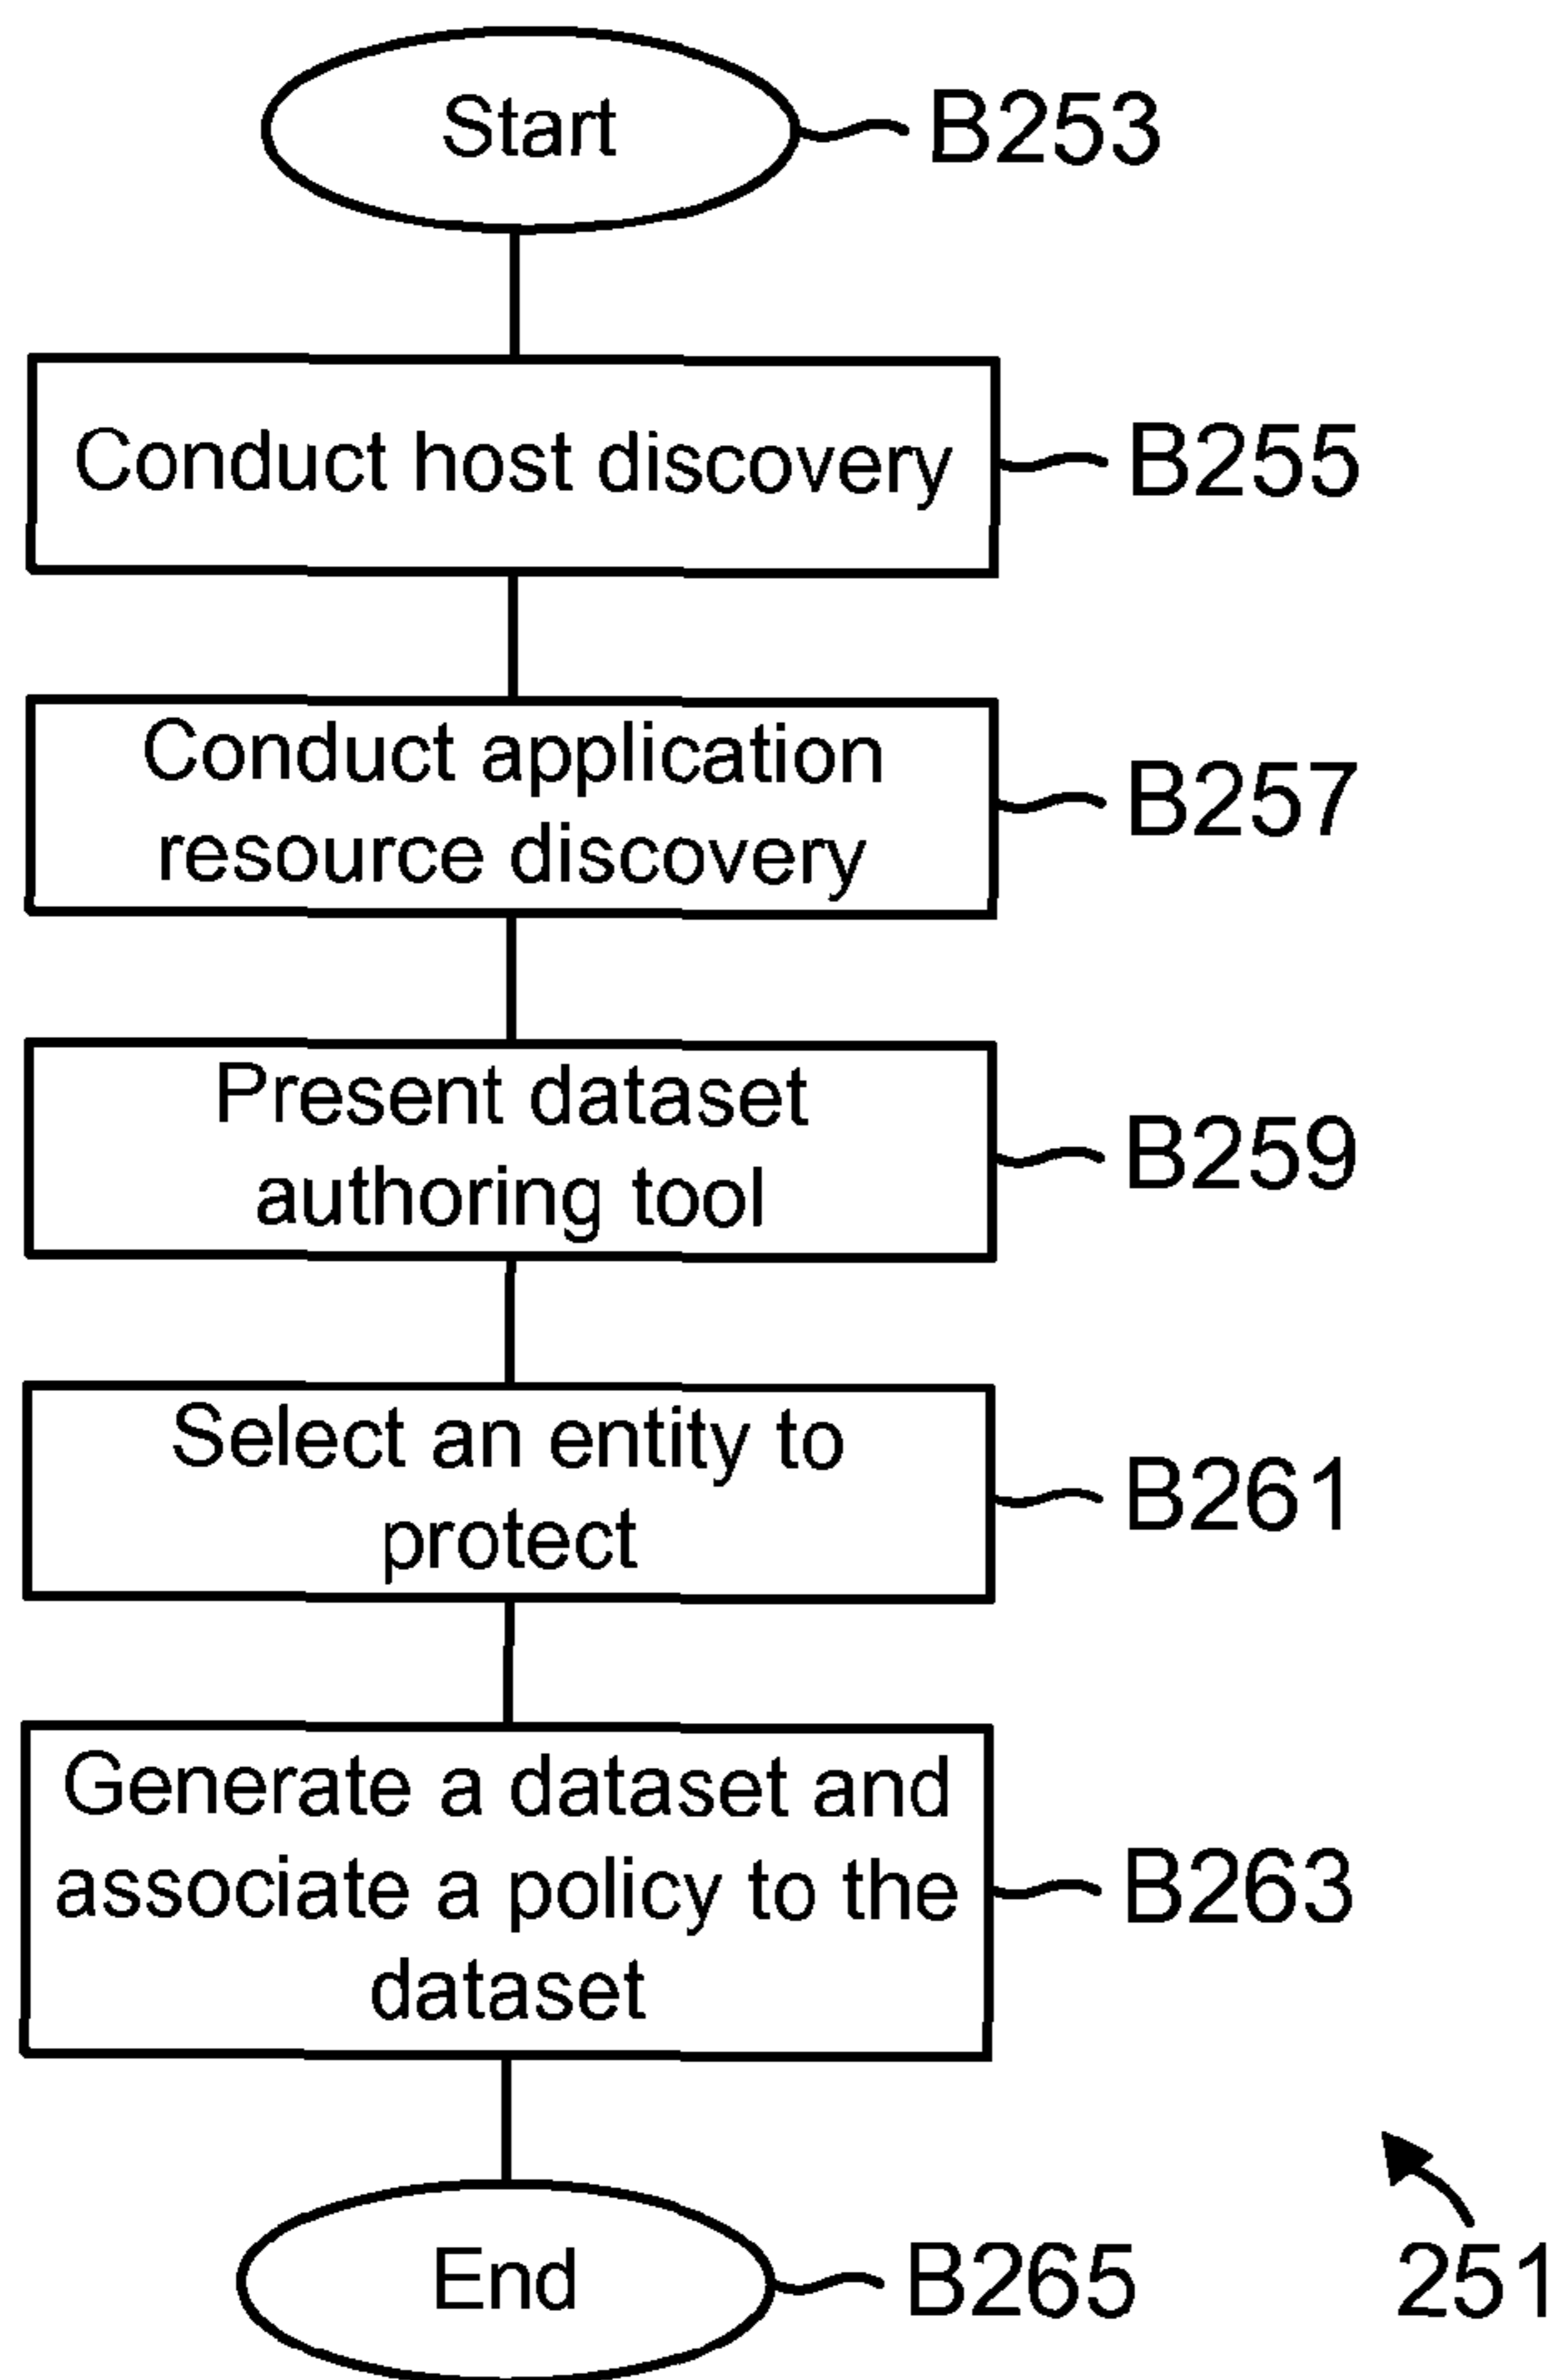 Start
B253
Conduct host discovery
B255
Conduct application
resource discovery
B257
Present dataset
authoring tool
B259
Select an entity to
protect
B261
Generate a dataset and
associate a policy to the
dataset
B263
End
B265
251